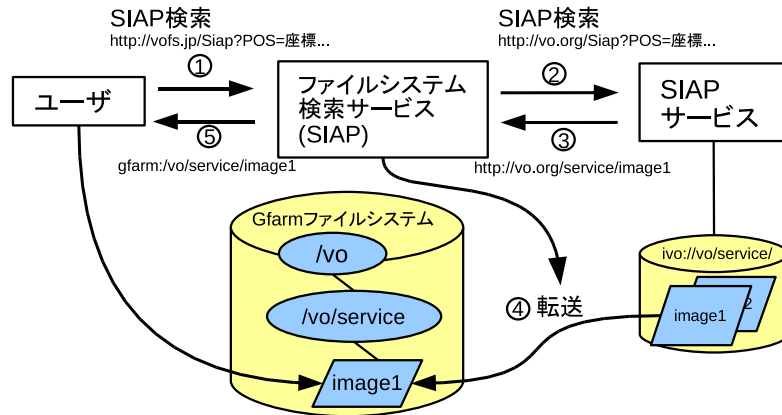 SIAP検索
http://vofs.jp/Siap?POS=座標...
SIAP検索
http://vo.org/Siap?POS=座標...
①
②
ユーザ
ファイルシステム
検索サービス
(SIAP)
SIAP
サービス
⑤
③
gfarm:/vo/service/image1
http://vo.org/service/image1
Gfarmファイルシステム
/vo
/vo/service
image1
④ 転送
ivo://vo/service/
image1
2